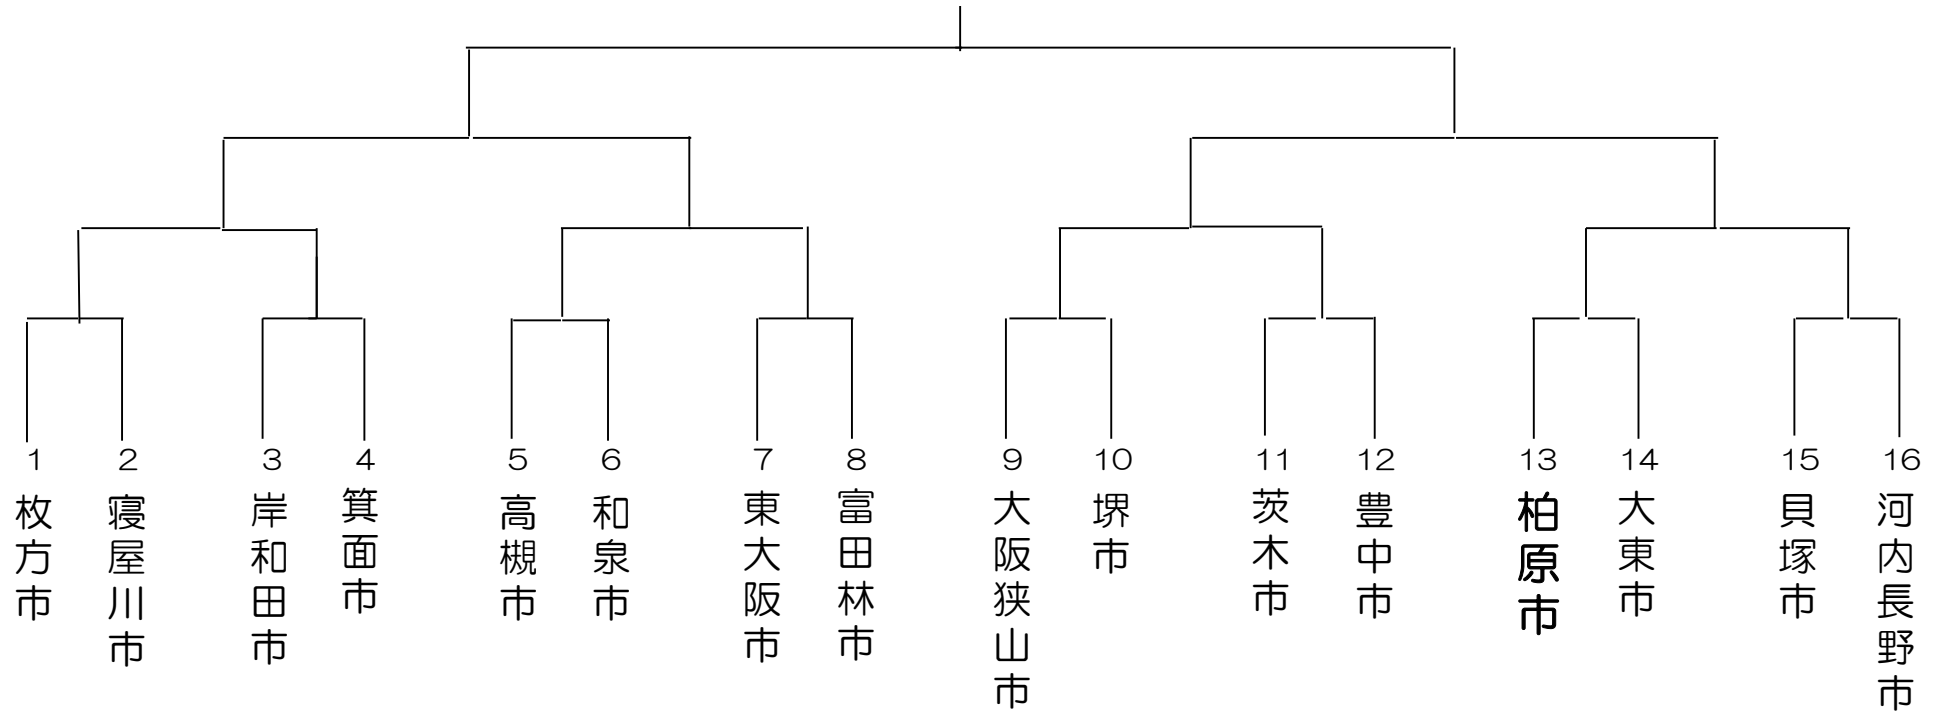 1
枚方市
2
寝屋川市
3
岸和田市
4
箕面市
5
高槻市
6
和泉市
7
東大阪市
8
富田林市
9
大阪狭山市
10
堺市
11
茨木市
12
豊中市
13
柏原市
14
大東市
15
貝塚市
16
河内長野市